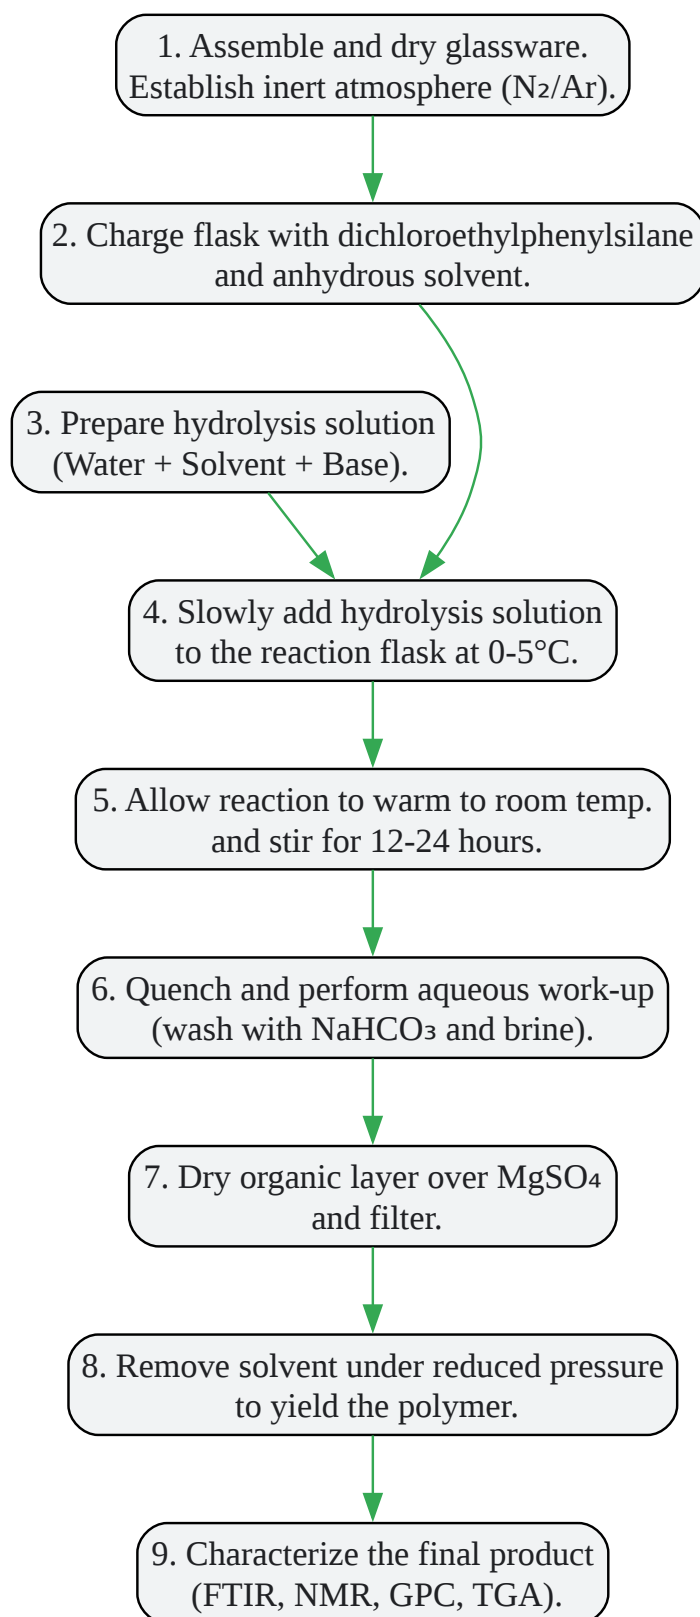 1. Assemble and dry glassware.
Establish inert atmosphere (N₂/Ar).
2. Charge flask with dichloroethylphenylsilane
and anhydrous solvent.
3. Prepare hydrolysis solution
(Water + Solvent + Base).
4. Slowly add hydrolysis solution
to the reaction flask at 0-5°C.
5. Allow reaction to warm to room temp.
and stir for 12-24 hours.
6. Quench and perform aqueous work-up
(wash with NaHCO₃ and brine).
7. Dry organic layer over MgSO₄
and filter.
8. Remove solvent under reduced pressure
to yield the polymer.
9. Characterize the final product
(FTIR, NMR, GPC, TGA).